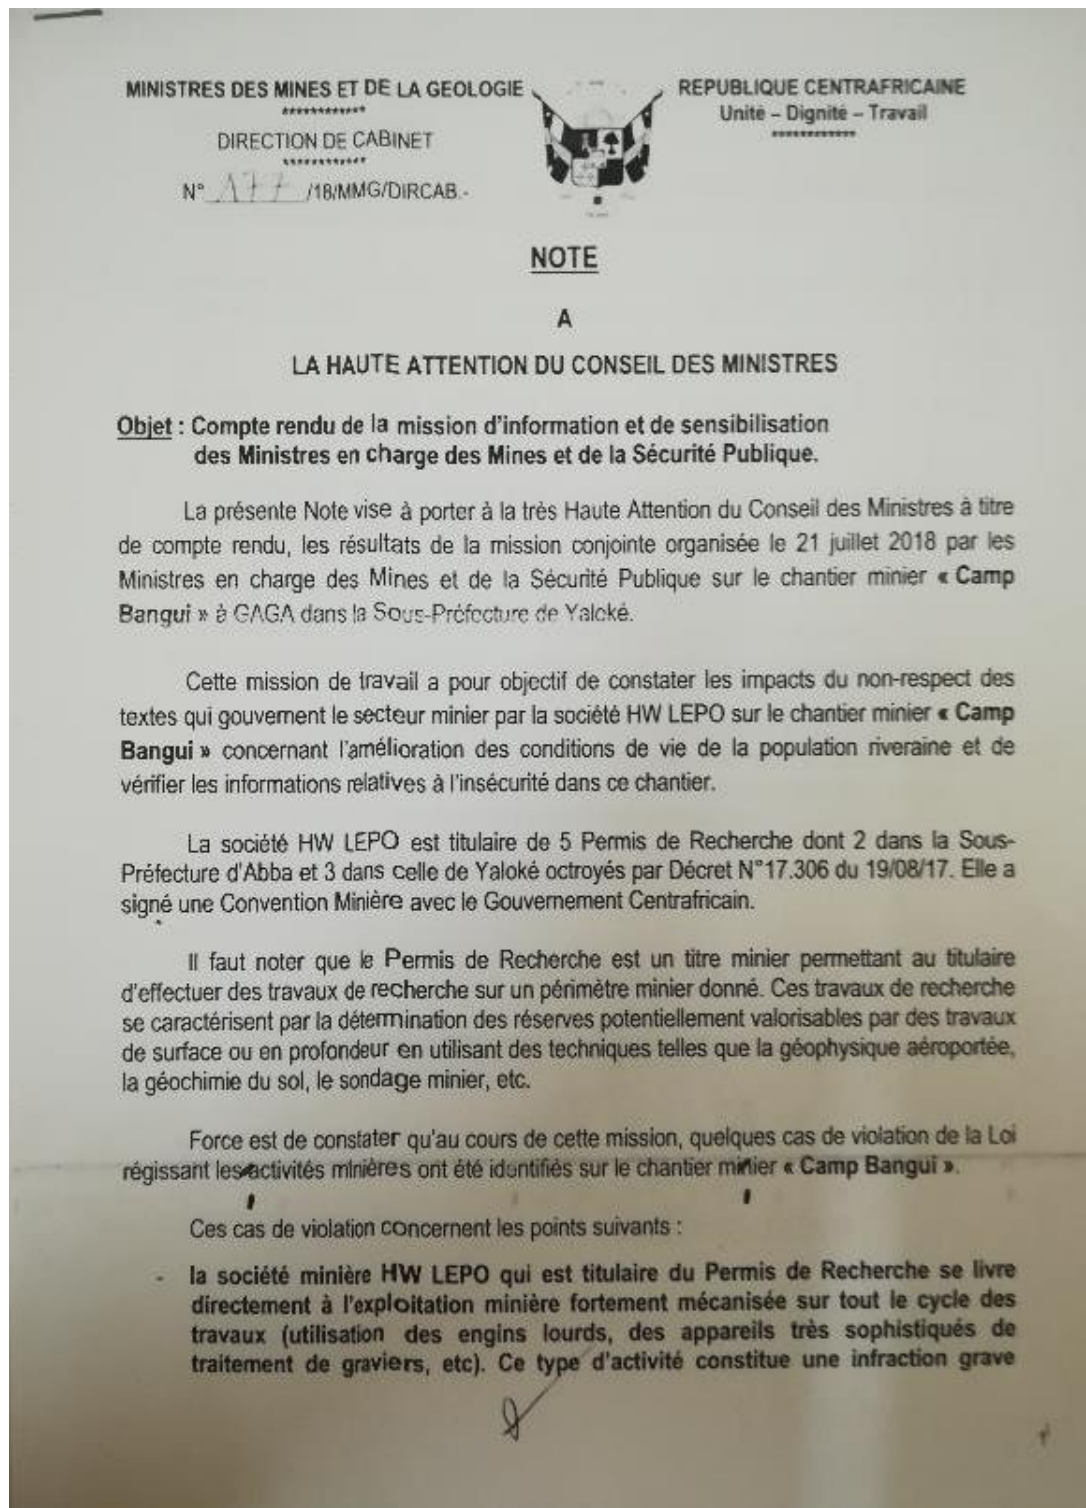 MINISTRES DES MINES ET DE LA GEOLOGIE
************
DIRECTION DE CABINET
************
N° 177 /18/MMG/DIRCAB.-
REPUBLIQUE CENTRAFRICAINE
Unité – Dignité – Travail
************
NOTE
A
LA HAUTE ATTENTION DU CONSEIL DES MINISTRES
Objet : Compte rendu de la mission d'information et de sensibilisation
des Ministres en charge des Mines et de la Sécurité Publique.
La présente Note vise à porter à la très Haute Attention du Conseil des Ministres à titre
de compte rendu, les résultats de la mission conjointe organisée le 21 juillet 2018 par les
Ministres en charge des Mines et de la Sécurité Publique sur le chantier minier « Camp
Bangui » à GAGA dans la Sous-Préfecture de Yaloké.
Cette mission de travail a pour objectif de constater les impacts du non-respect des
textes qui gouvernent le secteur minier par la société HW LEPO sur le chantier minier « Camp
Bangui » concernant l'amélioration des conditions de vie de la population riveraine et de
vérifier les informations relatives à l'insécurité dans ce chantier.
La société HW LEPO est titulaire de 5 Permis de Recherche dont 2 dans la Sous-
Préfecture d'Abba et 3 dans celle de Yaloké octroyés par Décret N°17.306 du 19/08/17. Elle a
signé une Convention Minière avec le Gouvernement Centrafricain.
Il faut noter que le Permis de Recherche est un titre minier permettant au titulaire
d'effectuer des travaux de recherche sur un périmètre minier donné. Ces travaux de recherche
se caractérisent par la détermination des réserves potentiellement valorisables par des travaux
de surface ou en profondeur en utilisant des techniques telles que la géophysique aéroportée,
la géochimie du sol, le sondage minier, etc.
Force est de constater qu'au cours de cette mission, quelques cas de violation de la Loi
régissant les activités minières ont été identifiés sur le chantier minier « Camp Bangui ».
Ces cas de violation concernent les points suivants :
- la société minière HW LEPO qui est titulaire du Permis de Recherche se livre
directement à l'exploitation minière fortement mécanisée sur tout le cycle des
travaux (utilisation des engins lourds, des appareils très sophistiqués de
traitement de graviers, etc). Ce type d'activité constitue une infraction grave